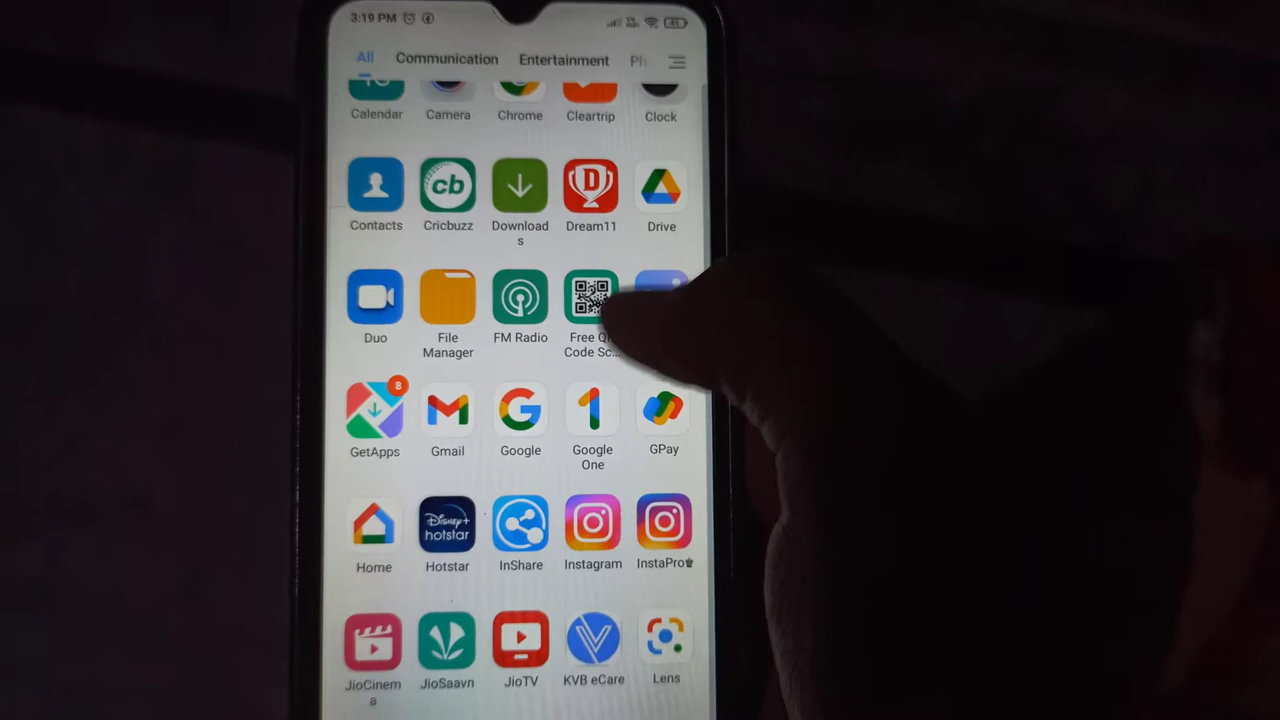 3:19 PM
All Communication Entertainment Ph
Calendar Camera Chrome Cleartrip Clock
cb D
Contacts Cricbuzz Download Dream11 Drive
s
Duo File FM Radio Free QR
Manager Code Sc...
8
GetApps Gmail Google Google GPay
One
Disney+
hotstar
Home Hotstar InShare Instagram InstaPro
JioCinem JioSaavn JioTV KVB eCare Lens
a